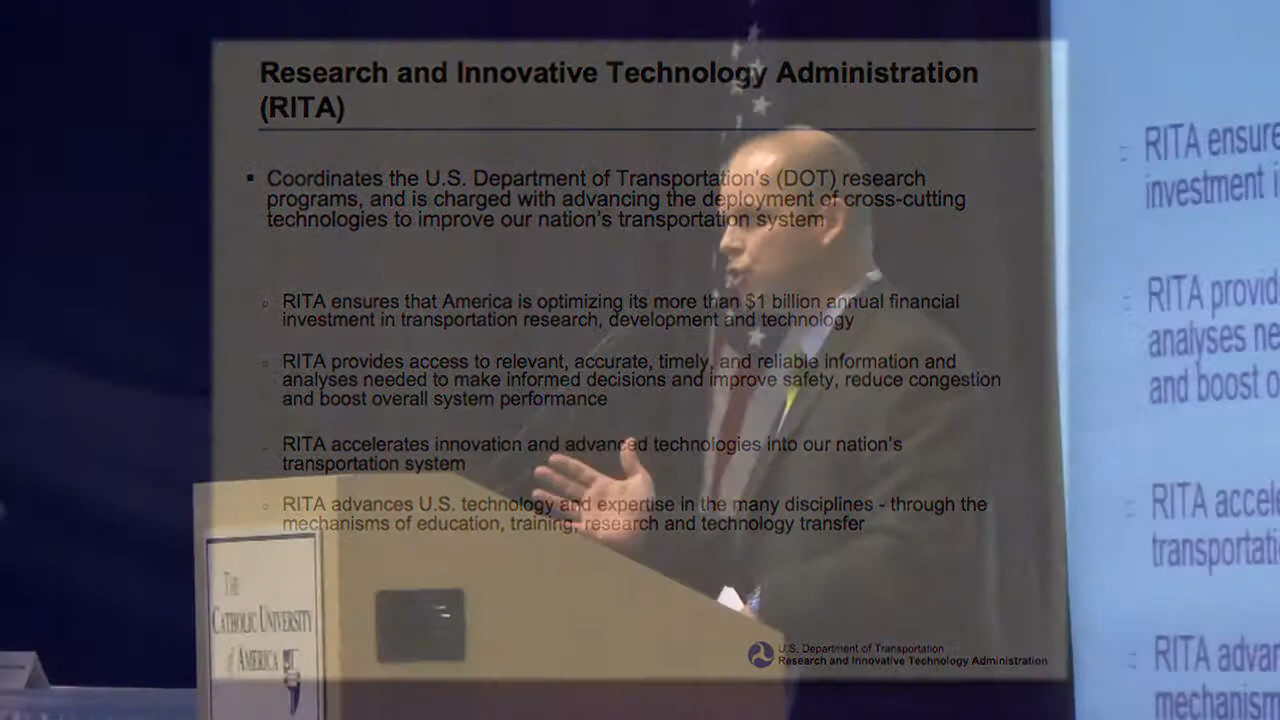 Research and Innovative Technology Administration
(RITA)
Coordinates the U.S. Department of Transportation's (DOT) research
programs, and is charged with advancing the deployment of cross-cutting
technologies to improve our nation's transportation system
RITA ensures that America is optimizing its more than $1 billion annual financial
investment in transportation research, development and technology
RITA provides access to relevant, accurate, timely, and reliable information and
analyses needed to make informed decisions and improve safety, reduce congestion
and boost overall system performance
RITA accelerates innovation and advanced technologies into our nation's
transportation system
RITA advances U.S. technology and expertise in the many disciplines - through the
mechanisms of education, training, research and technology transfer
U.S. Department of Transportation
Research and Innovative Technology Administration
THE
CATHOLIC UNIVERSITY
of AMERICA
RITA ensure
investment i
RITA provid
analyses ne
and boost o
RITA accele
transportati
RITA advan
mechanism